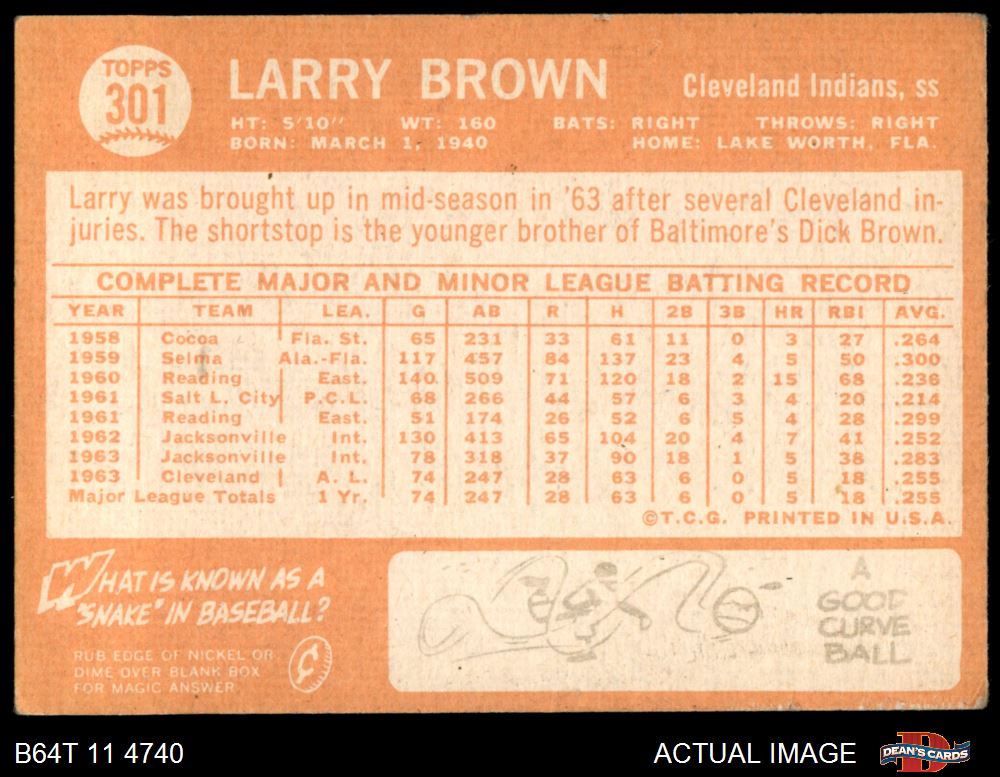 TOPPS
301
LARRY BROWN
Cleveland Indians, ss
HT: 5'10" WT: 160 BATS: RIGHT THROWS: RIGHT
BORN: MARCH 1, 1940 HOME: LAKE WORTH, FLA.
Larry was brought up in mid-season in '63 after several Cleveland in-
juries. The shortstop is the younger brother of Baltimore's Dick Brown.
COMPLETE MAJOR AND MINOR LEAGUE BATTING RECORD
YEAR TEAM LEA. G AB R H 2B 3B HR RBI AVG.
1958 Cocoa Fla. St. 65 231 33 61 11 0 3 27 .264
1959 Selma Ala.-Fla. 117 457 84 137 23 4 5 50 .300
1960 Reading East. 140 509 71 120 18 2 15 68 .236
1961 Salt L. City P.C.L. 68 266 44 57 6 3 4 20 .214
1961 Reading East. 51 174 26 52 6 5 4 28 .299
1962 Jacksonville Int. 130 413 65 104 20 4 7 41 .252
1963 Jacksonville Int. 78 318 37 90 18 1 5 38 .283
1963 Cleveland A. L. 74 247 28 63 6 0 5 18 .255
Major League Totals 1 Yr. 74 247 28 63 6 0 5 18 .255
©T.C.G. PRINTED IN U.S.A.
WHAT IS KNOWN AS A
"SNAKE" IN BASEBALL?
RUB EDGE OF NICKEL OR
DIME OVER BLANK BOX
FOR MAGIC ANSWER
¢
A
GOOD
CURVE
BALL
B64T 11 4740
ACTUAL IMAGE
DEAN'S CARDS